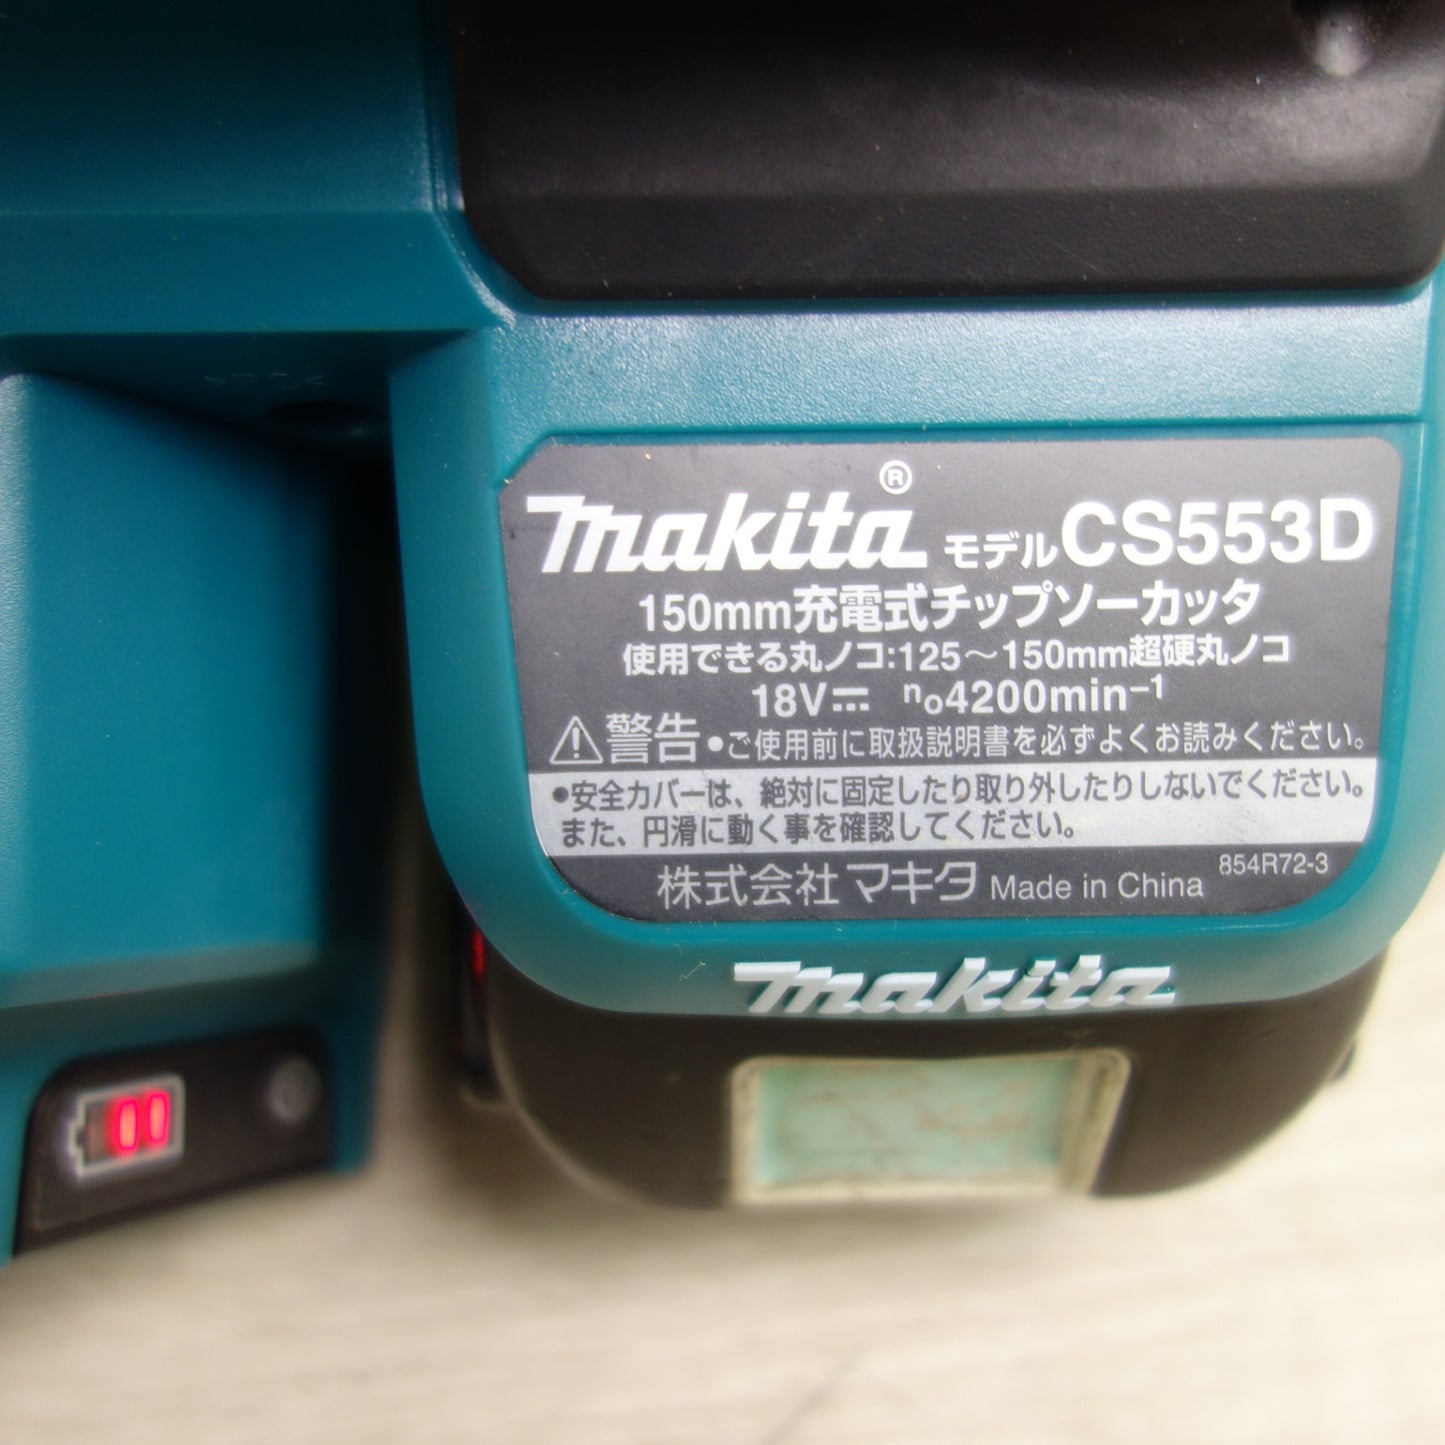 makita® モデルCS553D
150mm充電式チップソーカッタ
使用できる丸ノコ:125～150mm超硬丸ノコ
18V⎓ n₀4200min⁻¹
⚠警告 •ご使用前に取扱説明書を必ずよくお読みください。
•安全カバーは、絶対に固定したり取り外したりしないでください。
また、円滑に動く事を確認してください。
株式会社マキタ Made in China 854R72-3
makita